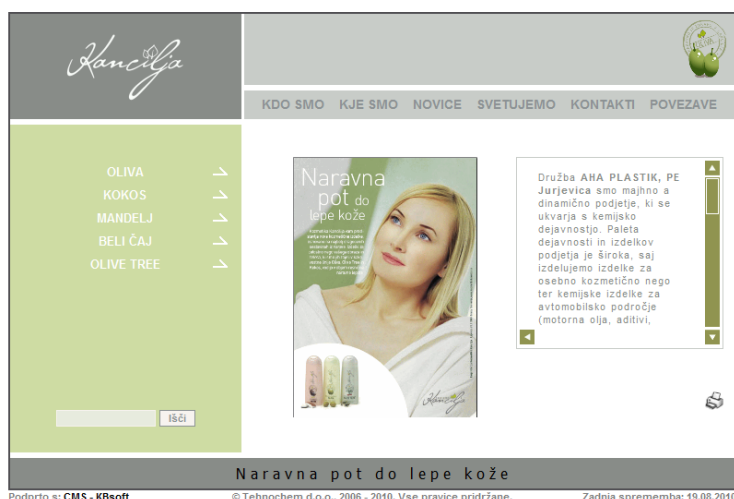 Kancilja
KDO SMO KJE SMO NOVICE SVETUJEMO KONTAKTI POVEZAVE
OLIVA
KOKOS
MANDELJ
BELI ČAJ
OLIVE TREE
Išči
Naravna
pot do
lepe kože
Kancilja
Družba AHA PLASTIK, PE
Jurjevica smo majhno a
dinamično podjetje, ki se
ukvarja s kemijsko
dejavnostjo. Paleta
dejavnosti in izdelkov
podjetja je široka, saj
izdelujemo izdelke za
osebno kozmetično nego
ter kemijske izdelke za
avtomobilsko področje
(motorna olja, aditivi,
Naravna pot do lepe kože
Podprto s: CMS - KBsoft © Tehnochem d.o.o., 2006 - 2010. Vse pravice pridržane. Zadnja sprememba: 19.08.2010